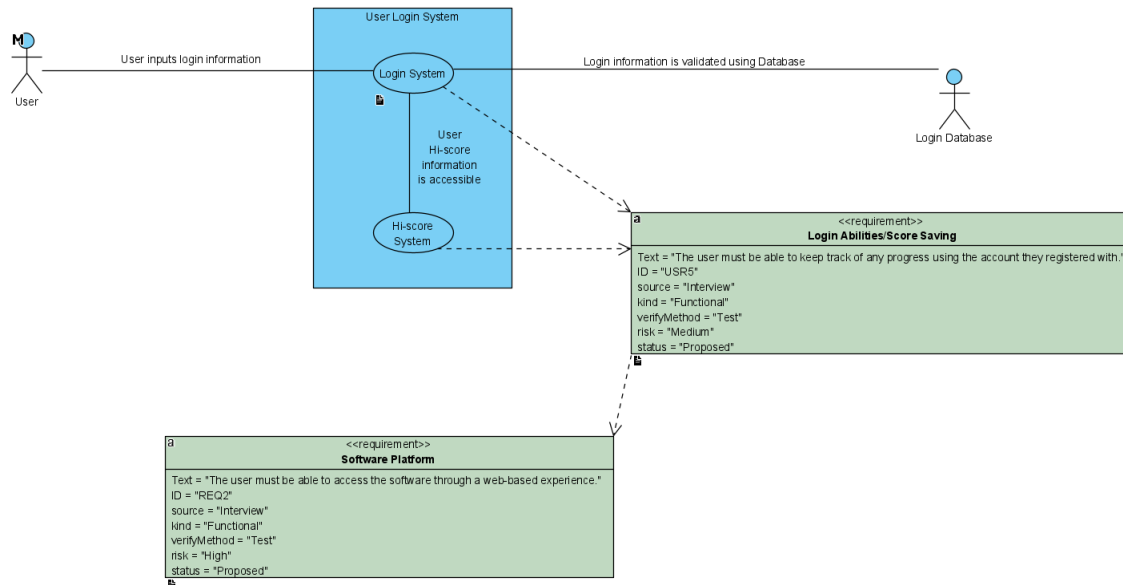 User Login System
M
User inputs login information
Login System
Login information is validated using Database
User
Login Database
User
Hi-score
information
is accessible
Hi-score
System
a
<<requirement>>
Login Abilities/Score Saving
Text = "The user must be able to keep track of any progress using the account they registered with."
ID = "USR5"
source = "Interview"
kind = "Functional"
verifyMethod = "Test"
risk = "Medium"
status = "Proposed"
a
<<requirement>>
Software Platform
Text = "The user must be able to access the software through a web-based experience."
ID = "REQ2"
source = "Interview"
kind = "Functional"
verifyMethod = "Test"
risk = "High"
status = "Proposed"